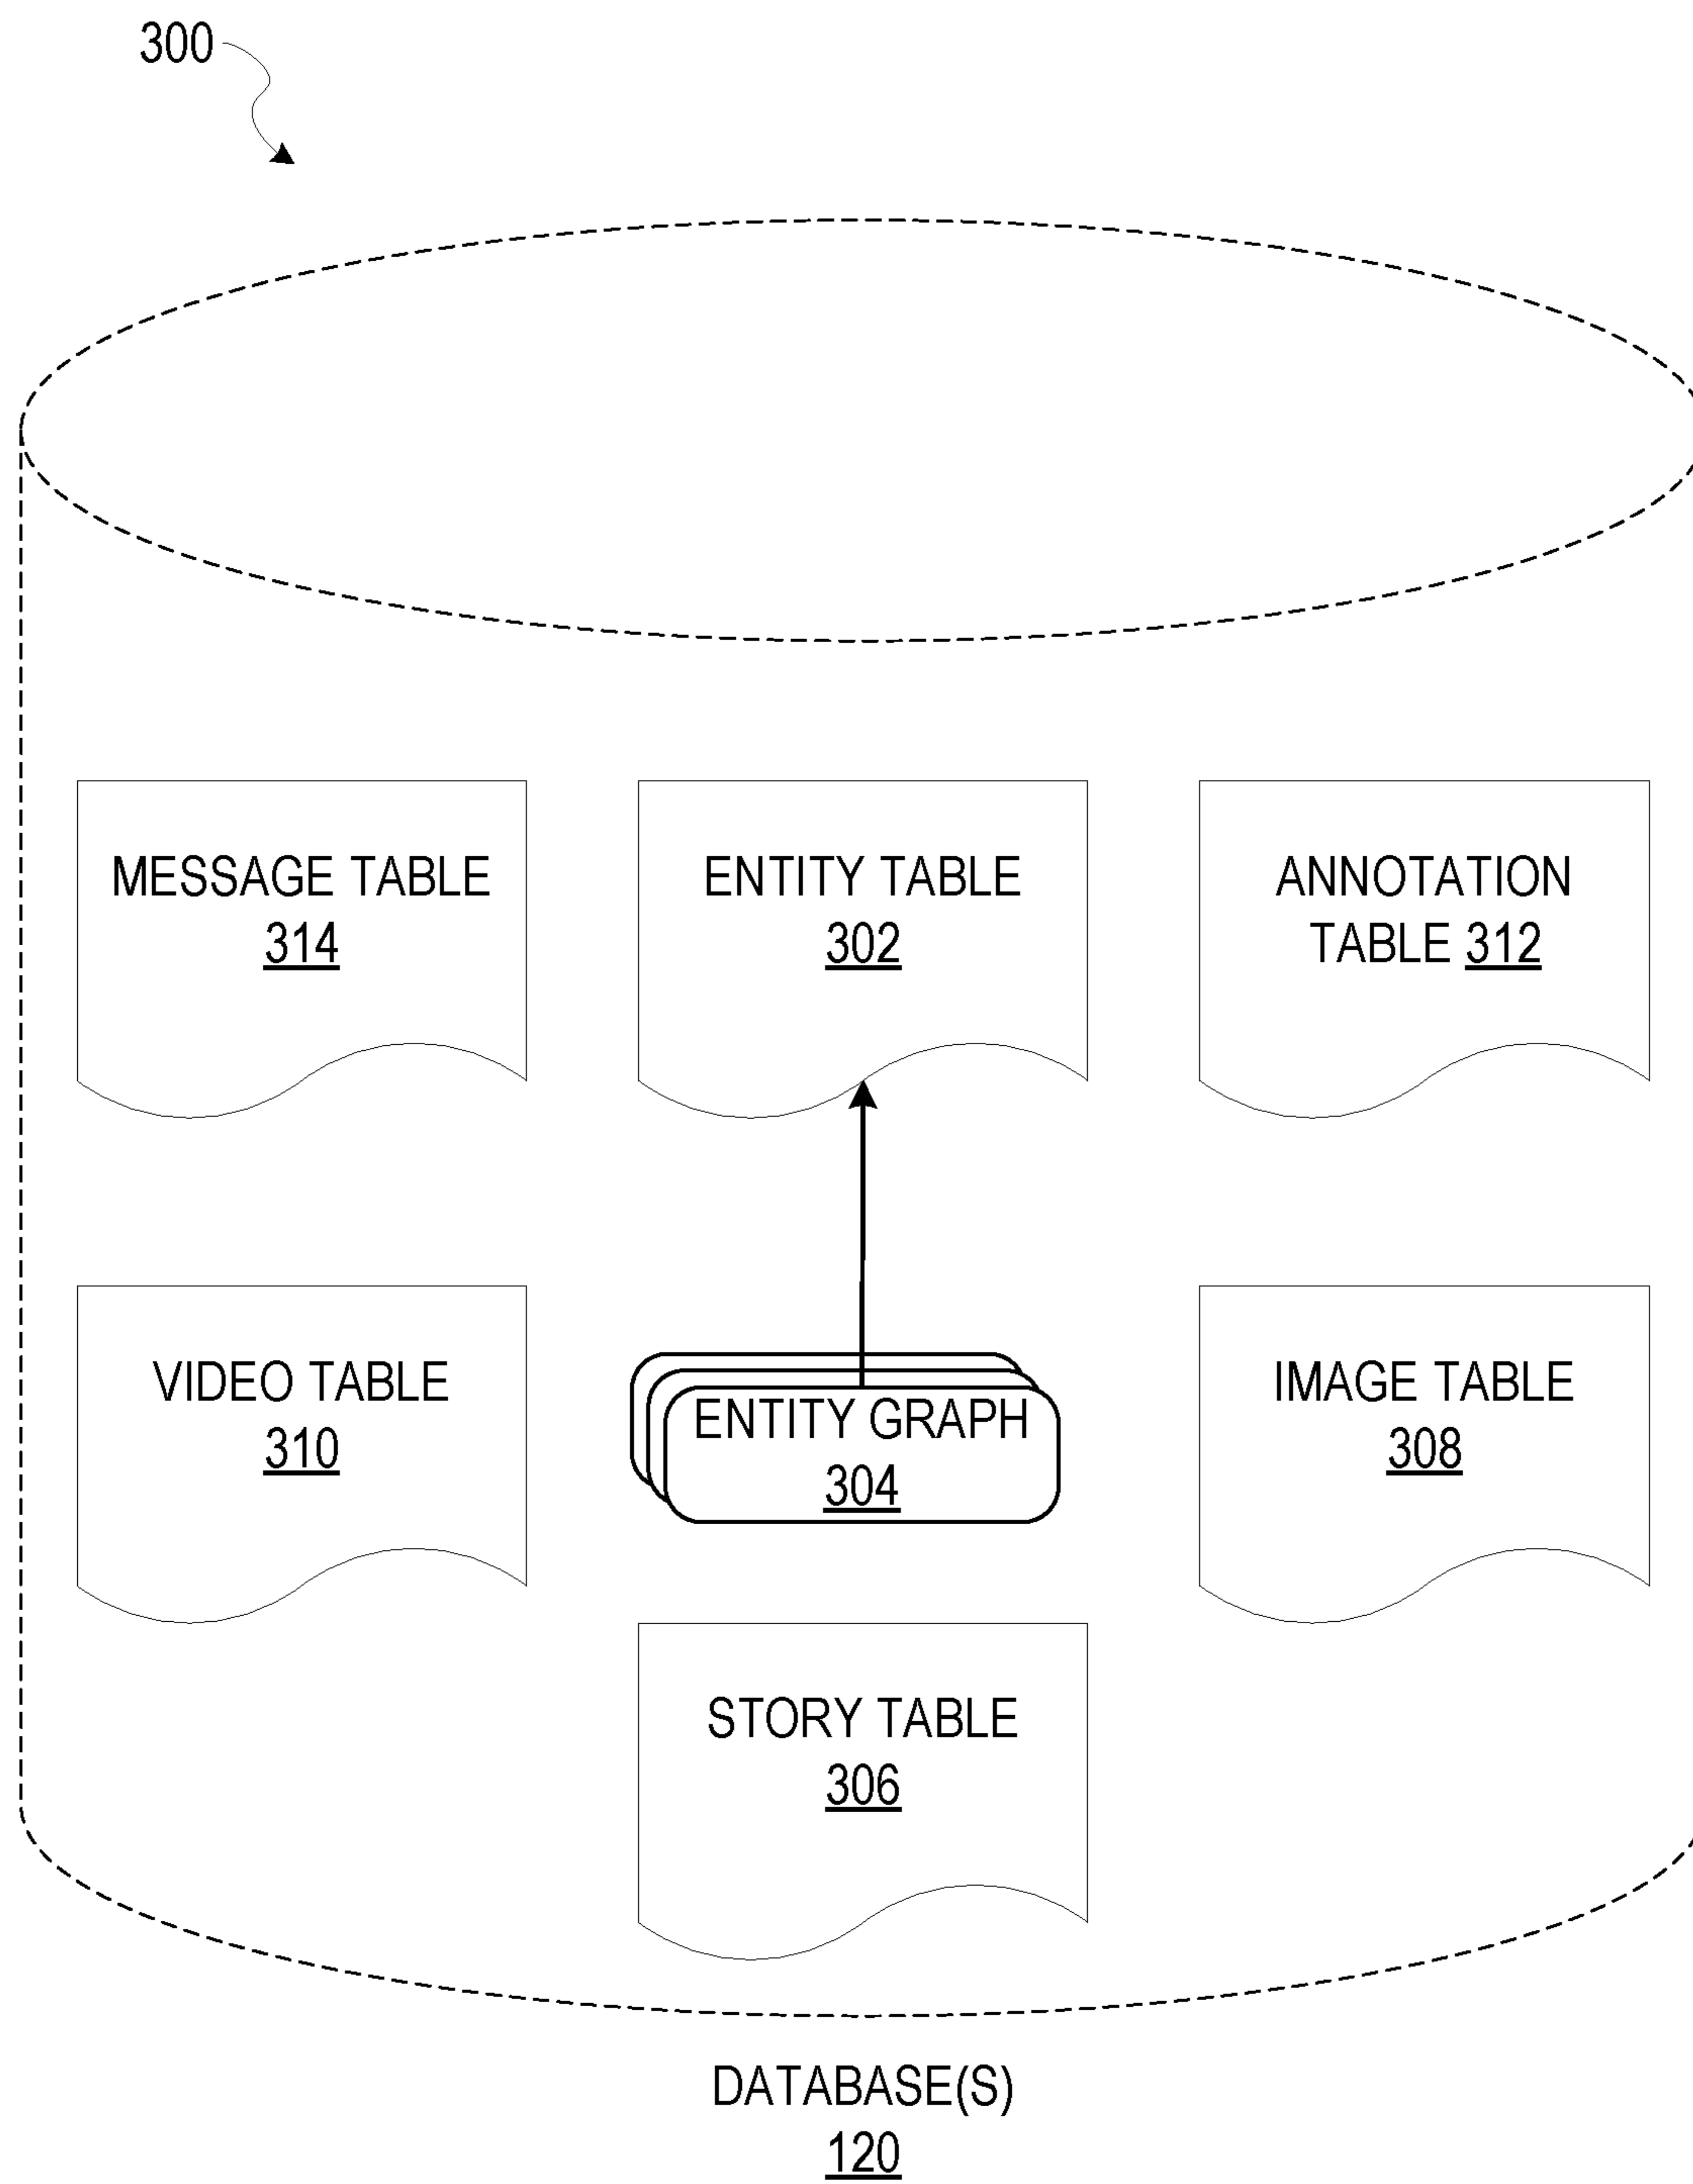 300
MESSAGE TABLE
314
ENTITY TABLE
302
ANNOTATION
TABLE 312
VIDEO TABLE
310
ENTITY GRAPH
304
IMAGE TABLE
308
STORY TABLE
306
DATABASE(S)
120